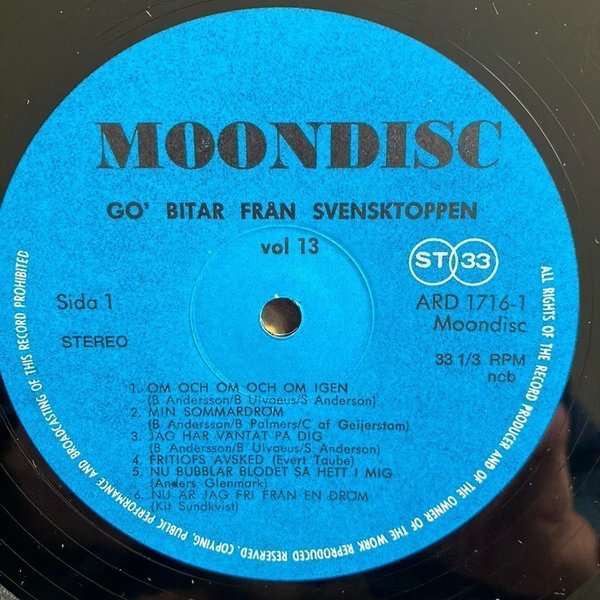 MOONDISC
GO' BITAR FRÅN SVENSKTOPPEN
vol 13
ST 33
Sida 1
ARD 1716-1
Moondisc
STEREO
33 1/3 RPM
ncb
1. OM OCH OM OCH OM IGEN
(B Andersson/B Ulvaeus/S Anderson)
2. MIN SOMMARDRØM
(B Andersson/B Palmers/C af Geijerstam)
3. JAG HAR VÄNTAT PÅ DIG
(B Andersson/B Ulvaeus/S Anderson)
4. FRITIOFS AVSKED (Evert Taube)
5. NU BUBBLAR BLODET SÅ HETT I MIG
(Anders Glenmark)
6. NU ÄR JAG FRI FRÅN EN DRÖM
(Kit Sundkvist)
ALL RIGHTS OF THE RECORD PRODUCER AND OF THE OWNER OF THE WORK REPRODUCED RESERVED. COPYING, PUBLIC PERFORMANCE AND BROADCASTING OF THIS RECORD PROHIBITED